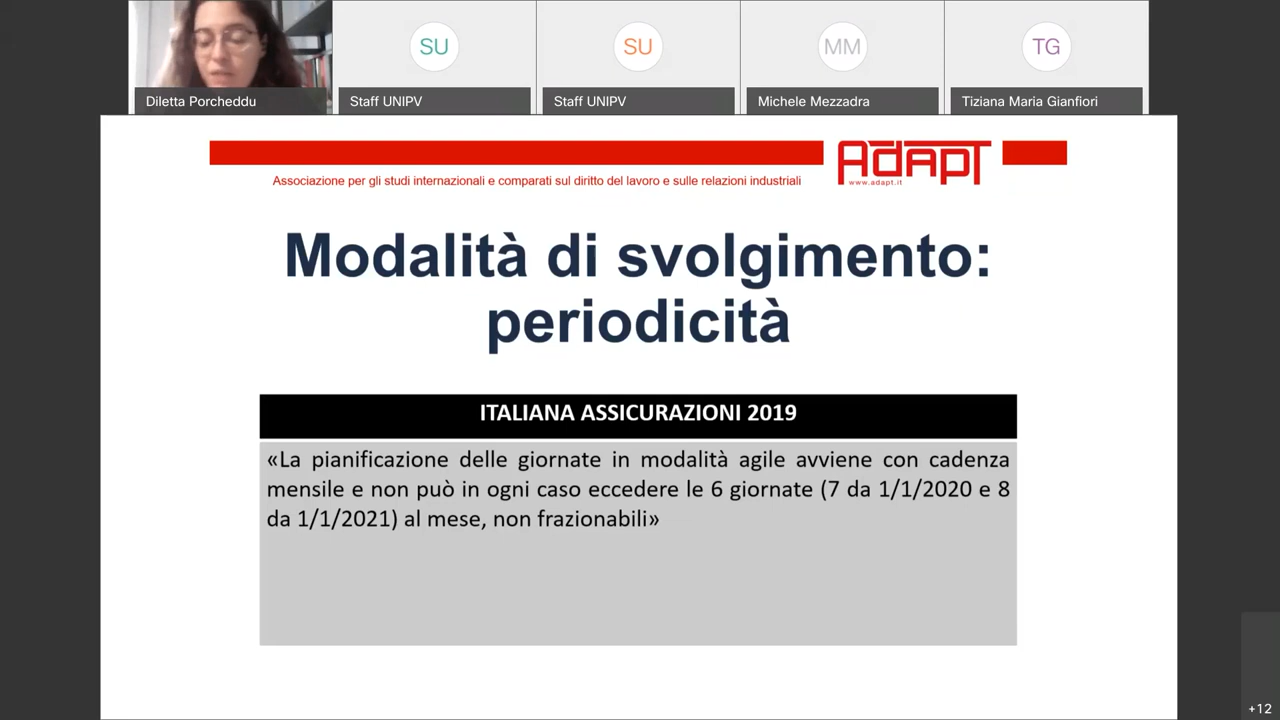 SU
SU
MM
TG
Diletta Porcheddu
Staff UNIPV
Staff UNIPV
Michele Mezzadra
Tiziana Maria Gianfiori
Associazione per gli studi internazionali e comparati sul diritto del lavoro e sulle relazioni industriali
ADAPT
www.adapt.it
Modalità di svolgimento:
periodicità
ITALIANA ASSICURAZIONI 2019
«La pianificazione delle giornate in modalità agile avviene con cadenza
mensile e non può in ogni caso eccedere le 6 giornate (7 da 1/1/2020 e 8
da 1/1/2021) al mese, non frazionabili»
+12